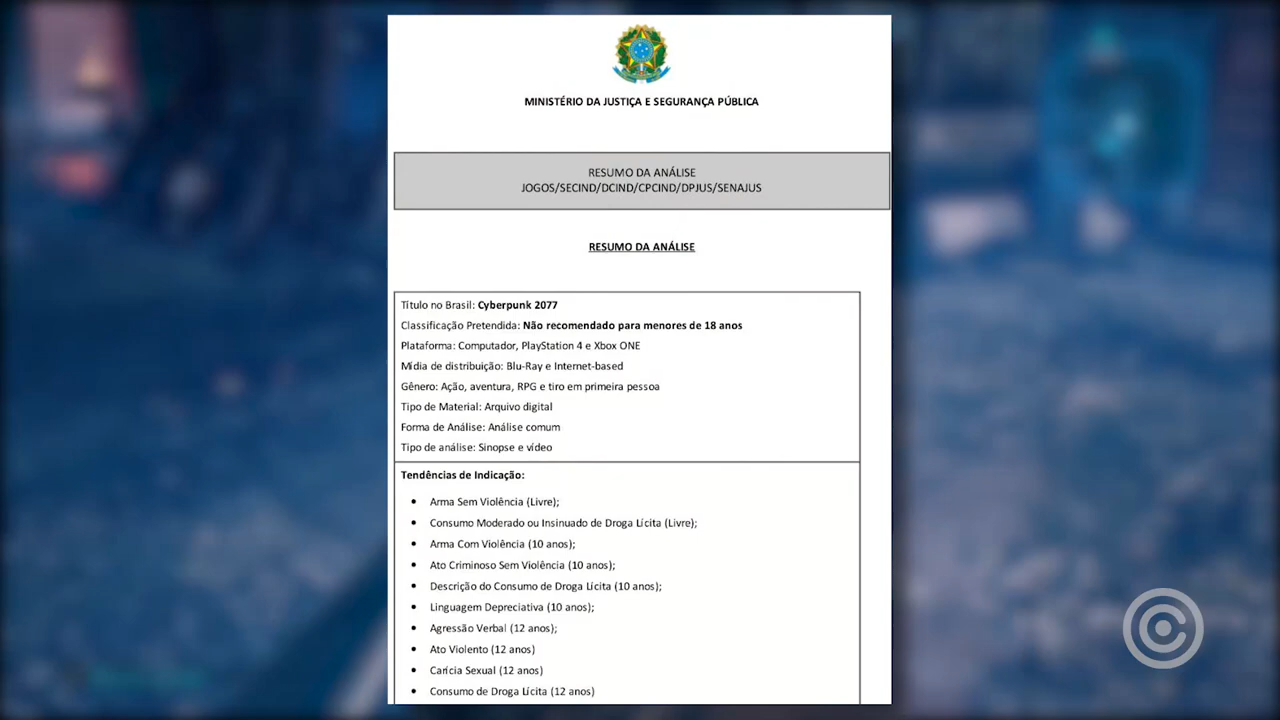 MINISTÉRIO DA JUSTIÇA E SEGURANÇA PÚBLICA
RESUMO DA ANÁLISE
JOGOS/SECIND/DCIND/CPCIND/DPJUS/SENAJUS
RESUMO DA ANÁLISE
Título no Brasil: Cyberpunk 2077
Classificação Pretendida: Não recomendado para menores de 18 anos
Plataforma: Computador, PlayStation 4 e Xbox ONE
Mídia de distribuição: Blu-Ray e Internet-based
Gênero: Ação, aventura, RPG e tiro em primeira pessoa
Tipo de Material: Arquivo digital
Forma de Análise: Análise comum
Tipo de análise: Sinopse e vídeo
Tendências de Indicação:
• Arma Sem Violência (Livre);
• Consumo Moderado ou Insinuado de Droga Lícita (Livre);
• Arma Com Violência (10 anos);
• Ato Criminoso Sem Violência (10 anos);
• Descrição do Consumo de Droga Lícita (10 anos);
• Linguagem Depreciativa (10 anos);
• Agressão Verbal (12 anos);
• Ato Violento (12 anos)
• Carícia Sexual (12 anos)
• Consumo de Droga Lícita (12 anos)